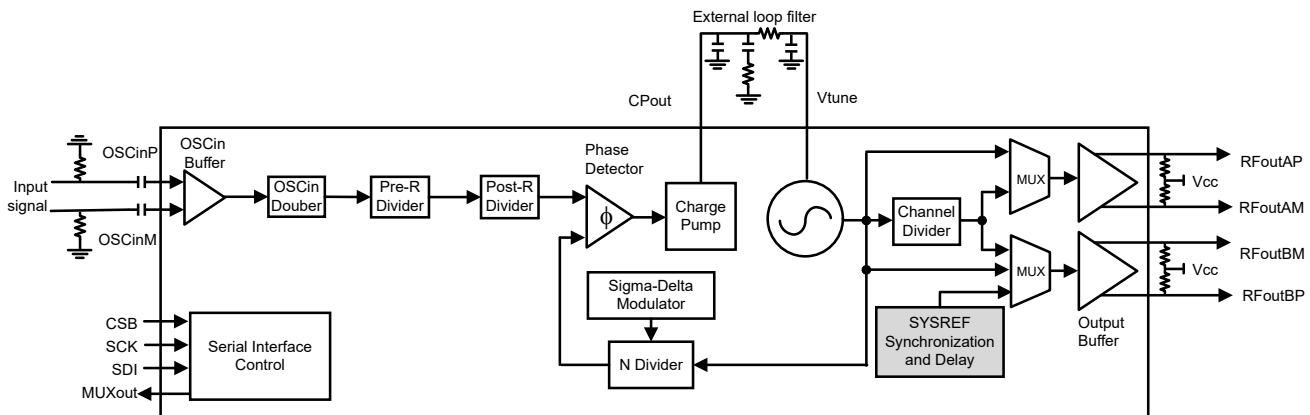 External loop filter
CPout
Vtune
OSCinP
OSCin
Buffer
Phase
Detector
RFoutAP
Input
signal
OSCin
Douber
Pre-R
Divider
Post-R
Divider
ϕ
Charge
Pump
Channel
Divider
MUX
Vcc
RFoutAM
OSCinM
RFoutBM
MUX
Vcc
Sigma-Delta
Modulator
RFoutBP
CSB
SCK
SDI
MUXout
Serial Interface
Control
N Divider
SYSREF
Synchronization
and Delay
Output
Buffer